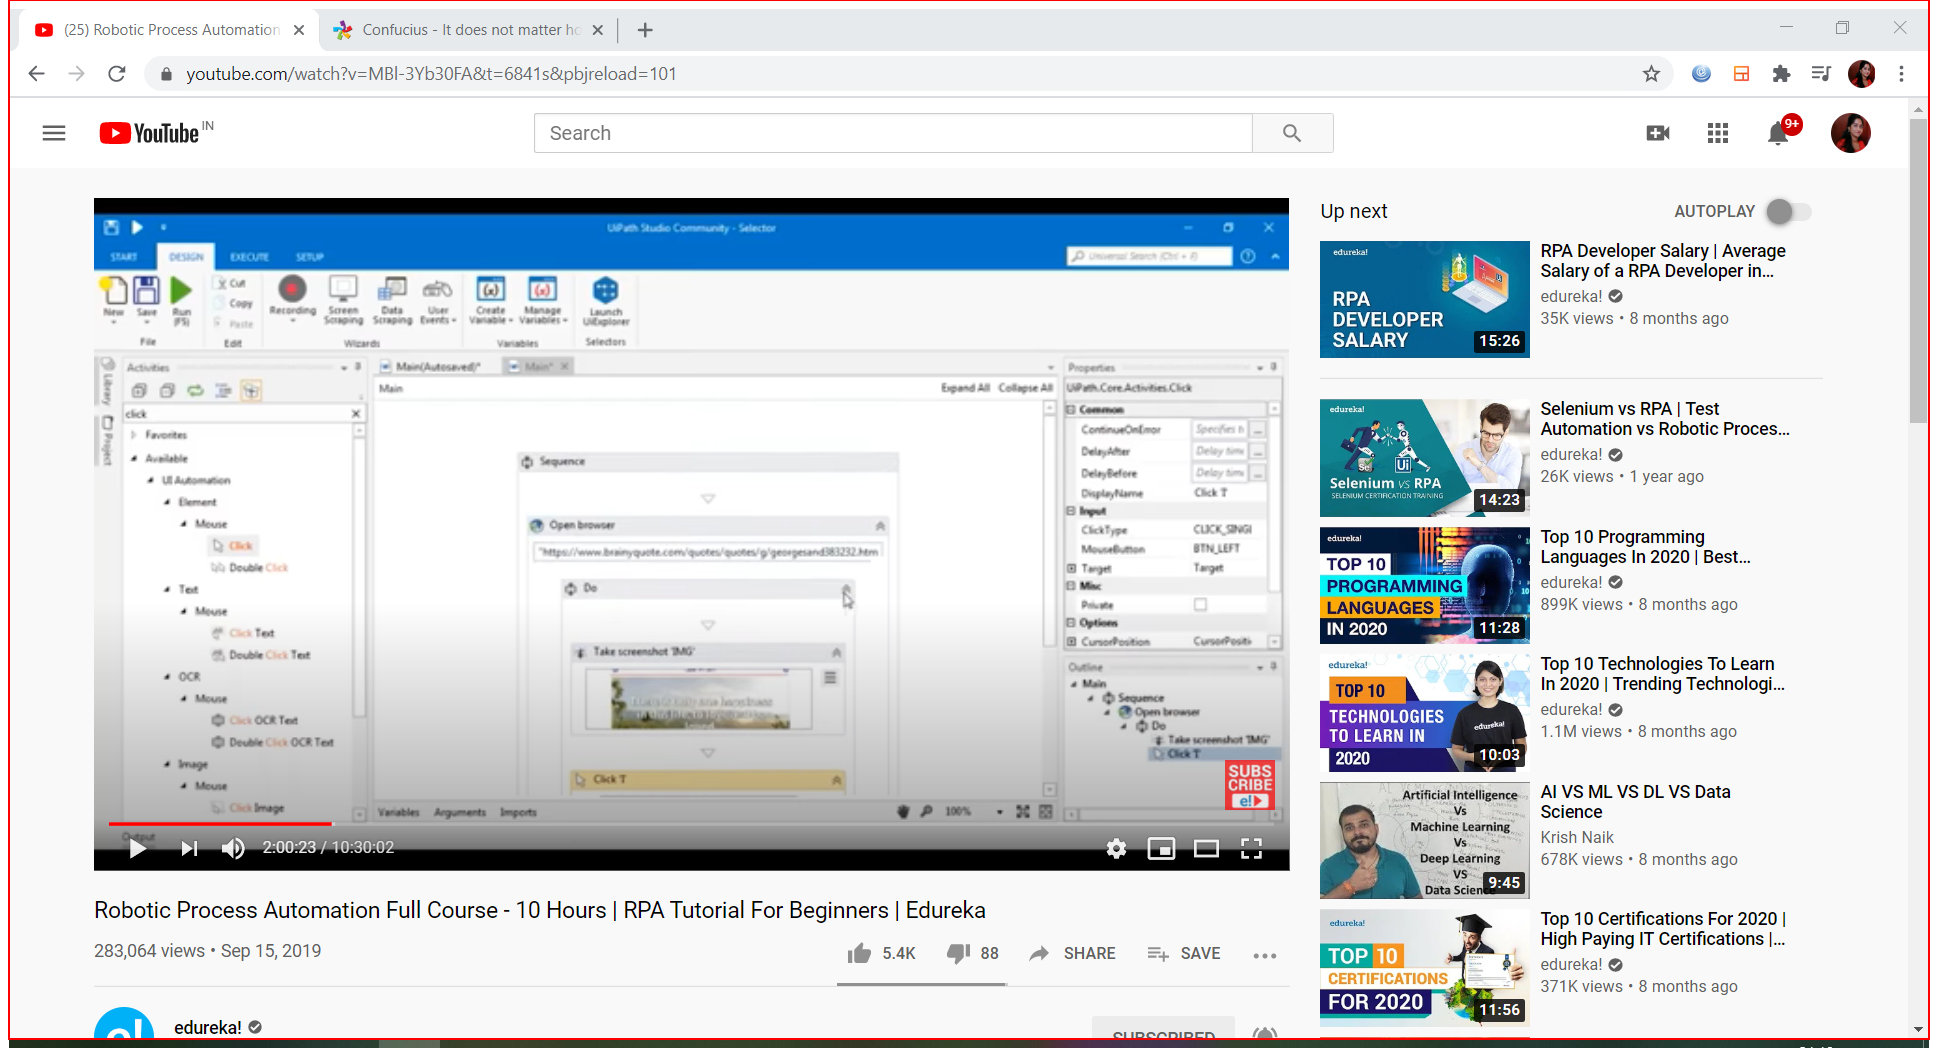 (25) Robotic Process Automation
Confucius - It does not matter ho
youtube.com/watch?v=MBl-3Yb30FA&t=6841s&pbjreload=101
YouTube IN
Search
9+
UiPath Studio Community - Selector
START DESIGN EXECUTE SETUP
Universal Search (Ctrl + F)
New Save Run (F5)
Cut
Copy
Paste
Recording Screen Scraping Data Scraping User Events
Create Variable Manage Variables
Launch UiExplorer
File Edit Wizards Variables Selectors
Library
Project
Activities
click
Favorites
Available
UI Automation
Element
Mouse
Click
Double Click
Text
Mouse
Click Text
Double Click Text
OCR
Mouse
Click OCR Text
Double Click OCR Text
Image
Mouse
Click Image
Output
Main(Autosaved)* Main*
Main Expand All Collapse All
Sequence
Open browser
"https://www.brainyquote.com/quotes/quotes/g/georgesand383232.htm
Do
Take screenshot 'IMG'
Click 'I'
Variables Arguments Imports 100%
Properties
UiPath.Core.Activities.Click
Common
ContinueOnError Specifies
DelayAfter Delay time
DelayBefore Delay time
DisplayName Click 'I'
Input
ClickType CLICK_SINGL
MouseButton BTN_LEFT
Target Target
Misc
Private
Options
CursorPosition CursorPositi
Outline
Main
Sequence
Open browser
Do
Take screenshot 'IMG'
Click 'I'
SUBS
CRIBE
e!
2:00:23 / 10:30:02
Robotic Process Automation Full Course - 10 Hours | RPA Tutorial For Beginners | Edureka
283,064 views • Sep 15, 2019
5.4K 88 SHARE SAVE
e!
edureka!
SUBSCRIBED
Up next AUTOPLAY
edureka!
RPA
DEVELOPER
SALARY
15:26
RPA Developer Salary | Average
Salary of a RPA Developer in...
edureka!
35K views • 8 months ago
edureka!
Se
Ui
Selenium vs RPA
SELENIUM CERTIFICATION TRAINING
14:23
Selenium vs RPA | Test
Automation vs Robotic Proces...
edureka!
26K views • 1 year ago
edureka!
TOP 10
PROGRAMMING
LANGUAGES
IN 2020
11:28
Top 10 Programming
Languages In 2020 | Best...
edureka!
899K views • 8 months ago
edureka!
TOP 10
TECHNOLOGIES
TO LEARN IN
2020
edureka!
10:03
Top 10 Technologies To Learn
In 2020 | Trending Technologi...
edureka!
1.1M views • 8 months ago
Artificial Intelligence
Vs
Machine Learning
Vs
Deep Learning
VS
Data Science
9:45
AI VS ML VS DL VS Data
Science
Krish Naik
678K views • 8 months ago
edureka!
TOP 10
CERTIFICATIONS
FOR 2020
11:56
Top 10 Certifications For 2020 |
High Paying IT Certifications |...
edureka!
371K views • 8 months ago